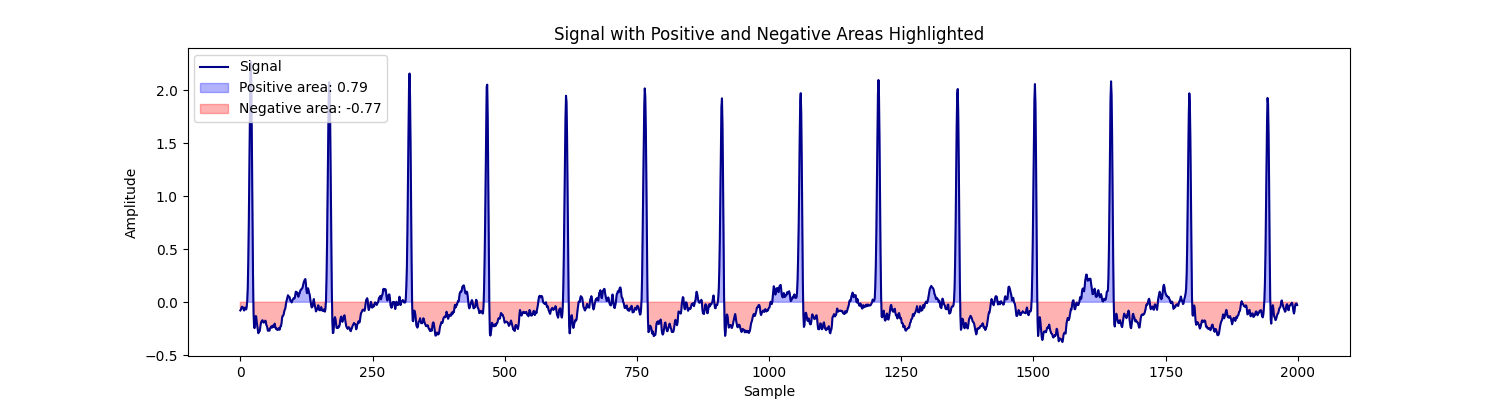 Signal with Positive and Negative Areas Highlighted
Signal
Positive area: 0.79
Negative area: -0.77
Amplitude
2.0
1.5
1.0
0.5
0.0
−0.5
0 250 500 750 1000 1250 1500 1750 2000
Sample